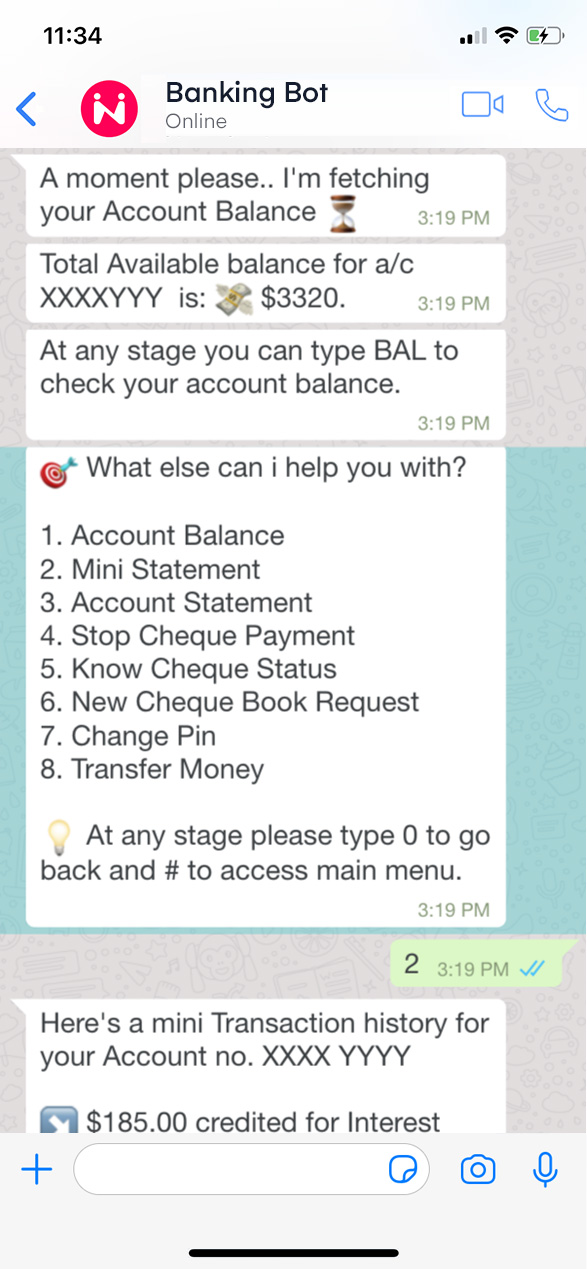 11:34
Banking Bot
Online
A moment please.. I'm fetching
your Account Balance
3:19 PM
Total Available balance for a/c
XXXXYYY is: $3320.
3:19 PM
At any stage you can type BAL to
check your account balance.
3:19 PM
What else can i help you with?
1. Account Balance
2. Mini Statement
3. Account Statement
4. Stop Cheque Payment
5. Know Cheque Status
6. New Cheque Book Request
7. Change Pin
8. Transfer Money
At any stage please type 0 to go
back and # to access main menu.
3:19 PM
2 3:19 PM
Here's a mini Transaction history for
your Account no. XXXX YYYY
$185.00 credited for Interest